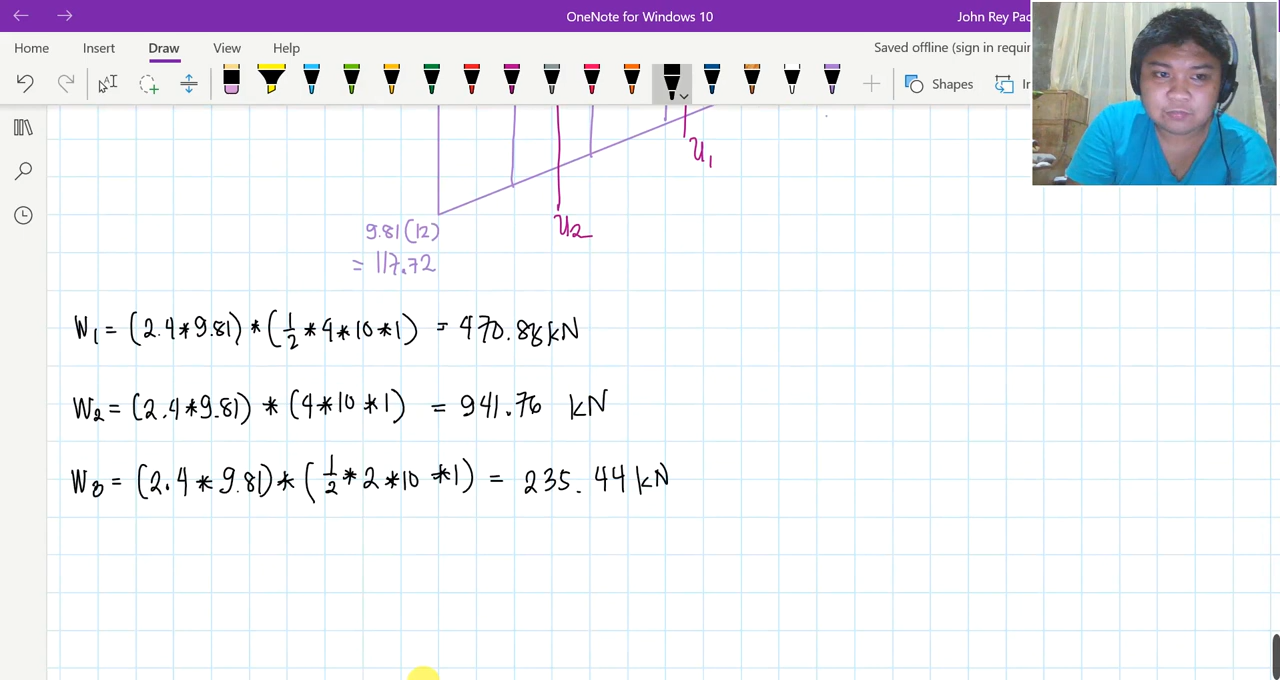 OneNote for Windows 10
John Rey Pac
Home Insert Draw View Help
Saved offline (sign in requir
Shapes
In
U1
U2
9.81(12)
= 117.72
W1 = (2.4*9.81)*(1/2*4*10*1) = 470.88kN
W2 = (2.4*9.81)*(4*10*1) = 941.76 kN
W3 = (2.4*9.81)*(1/2*2*10*1) = 235.44 kN